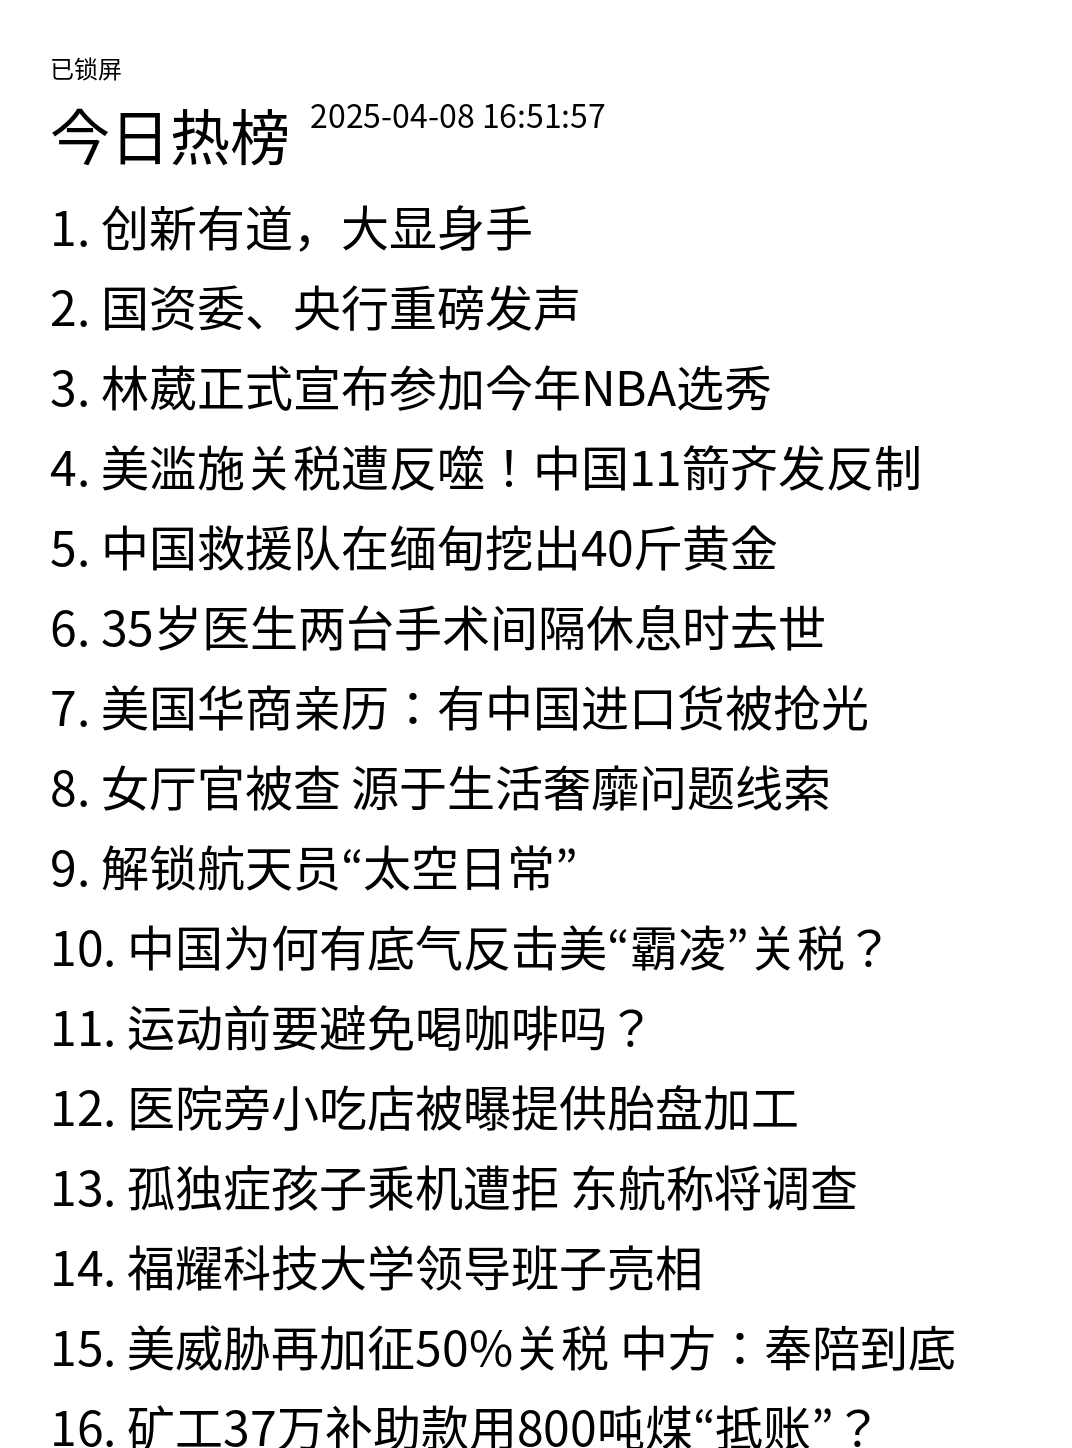 已锁屏
今日热榜 2025-04-08 16:51:57
1. 创新有道，大显身手
2. 国资委、央行重磅发声
3. 林葳正式宣布参加今年NBA选秀
4. 美滥施关税遭反噬！中国11箭齐发反制
5. 中国救援队在缅甸挖出40斤黄金
6. 35岁医生两台手术间隔休息时去世
7. 美国华商亲历：有中国进口货被抢光
8. 女厅官被查 源于生活奢靡问题线索
9. 解锁航天员“太空日常”
10. 中国为何有底气反击美“霸凌”关税？
11. 运动前要避免喝咖啡吗？
12. 医院旁小吃店被曝提供胎盘加工
13. 孤独症孩子乘机遭拒 东航称将调查
14. 福耀科技大学领导班子亮相
15. 美威胁再加征50%关税 中方：奉陪到底
16. 矿工37万补助款用800吨煤“抵账”？